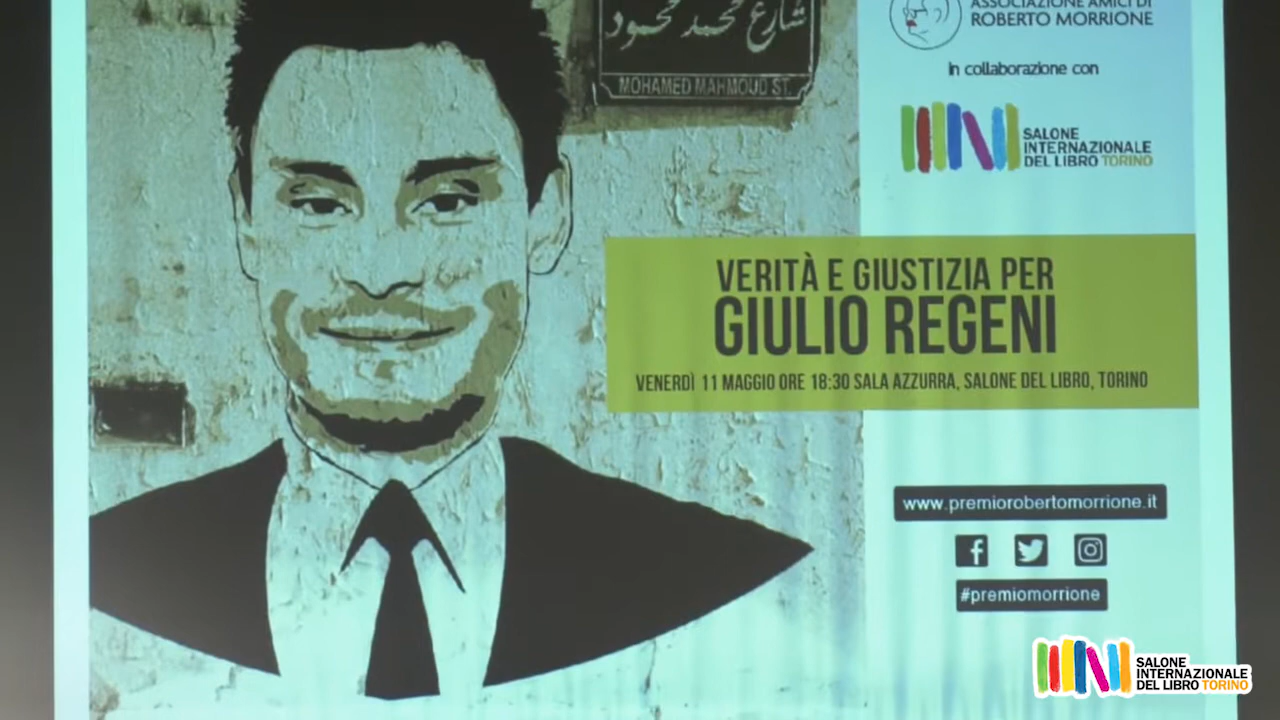 شارع محمد محمود
MOHAMED MAHMOUD ST.
ASSOCIAZIONE AMICI DI
ROBERTO MORRIONE
in collaborazione con
SALONE
INTERNAZIONALE
DEL LIBRO TORINO
VERITÀ E GIUSTIZIA PER
GIULIO REGENI
VENERDÌ 11 MAGGIO ORE 18:30 SALA AZZURRA, SALONE DEL LIBRO, TORINO
www.premiorobertomorrione.it
#premiomorrione
SALONE
INTERNAZIONALE
DEL LIBRO TORINO